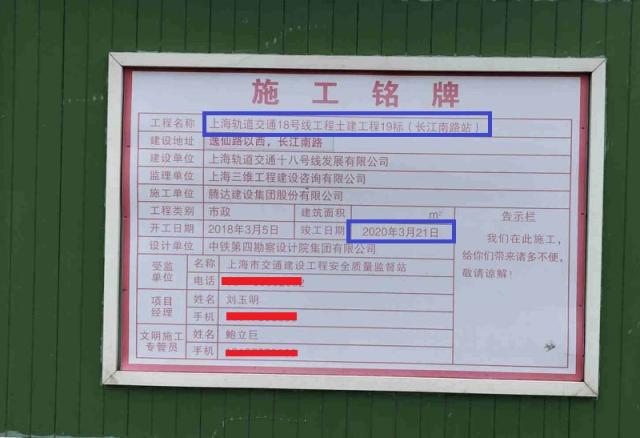 施工铭牌
工程名称 上海轨道交通18号线工程土建工程19标（长江南路站）
建设地址 逸仙路以西，长江南路
建设单位 上海轨道交通十八号线发展有限公司
监理单位 上海三维工程建设咨询有限公司
施工单位 腾达建设集团股份有限公司
工程类别 市政 建筑面积 m²
开工日期 2018年3月5日 竣工日期 2020年3月21日
设计单位 中铁第四勘察设计院集团有限公司
受监单位 名称 上海市交通建设工程安全质量监督站
电话
项目经理 姓名 刘玉明
手机
文明施工专管员 姓名 鲍立巨
手机
告示栏
我们在此施工，
给你们带来诸多不便，
敬请谅解！